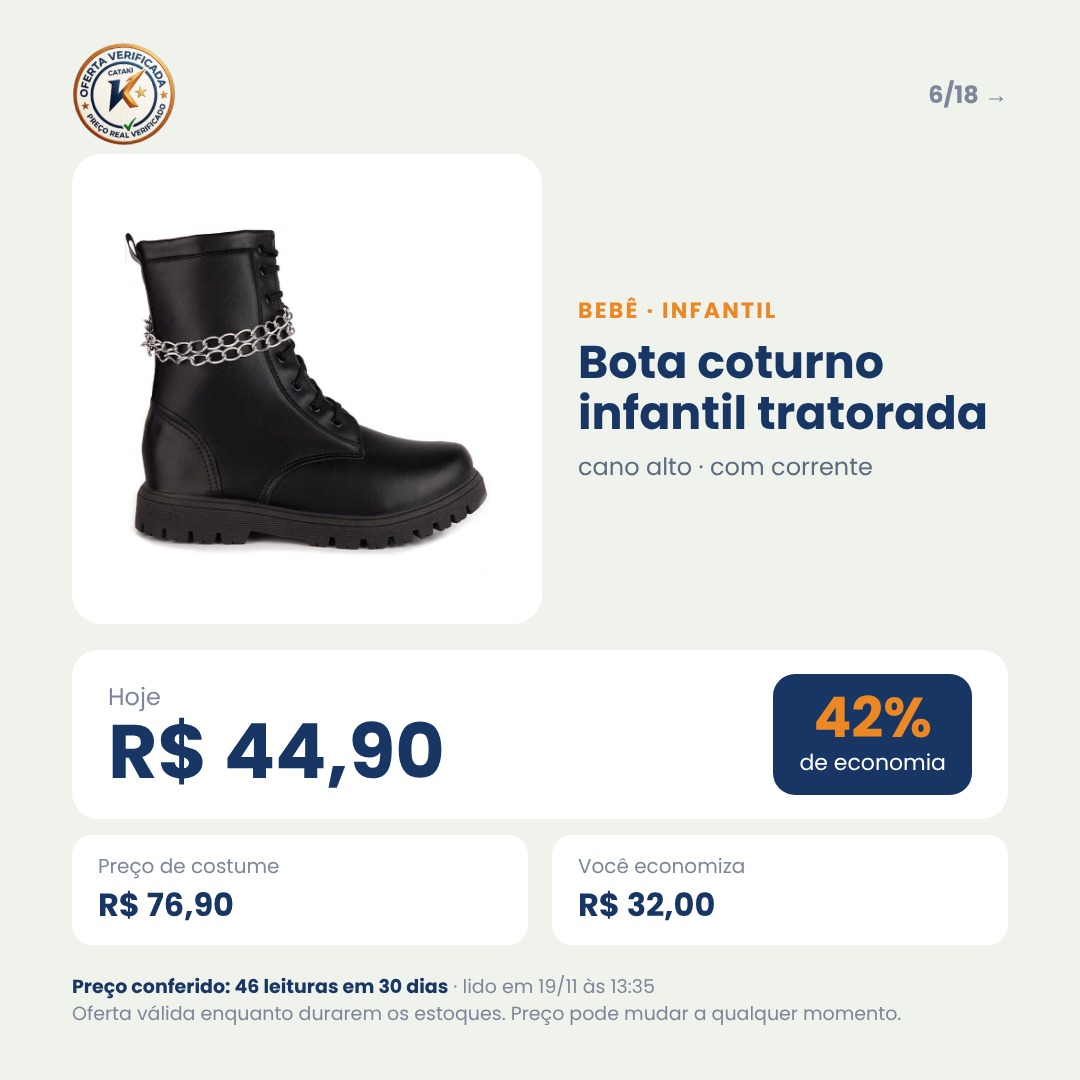 OFERTA VERIFICADA
CATAKI
K
PREÇO REAL VERIFICADO
6/18 →
BEBÊ · INFANTIL
Bota coturno
infantil tratorada
cano alto · com corrente
Hoje
R$ 44,90
42%
de economia
Preço de costume
R$ 76,90
Você economiza
R$ 32,00
Preço conferido: 46 leituras em 30 dias · lido em 19/11 às 13:35
Oferta válida enquanto durarem os estoques. Preço pode mudar a qualquer momento.